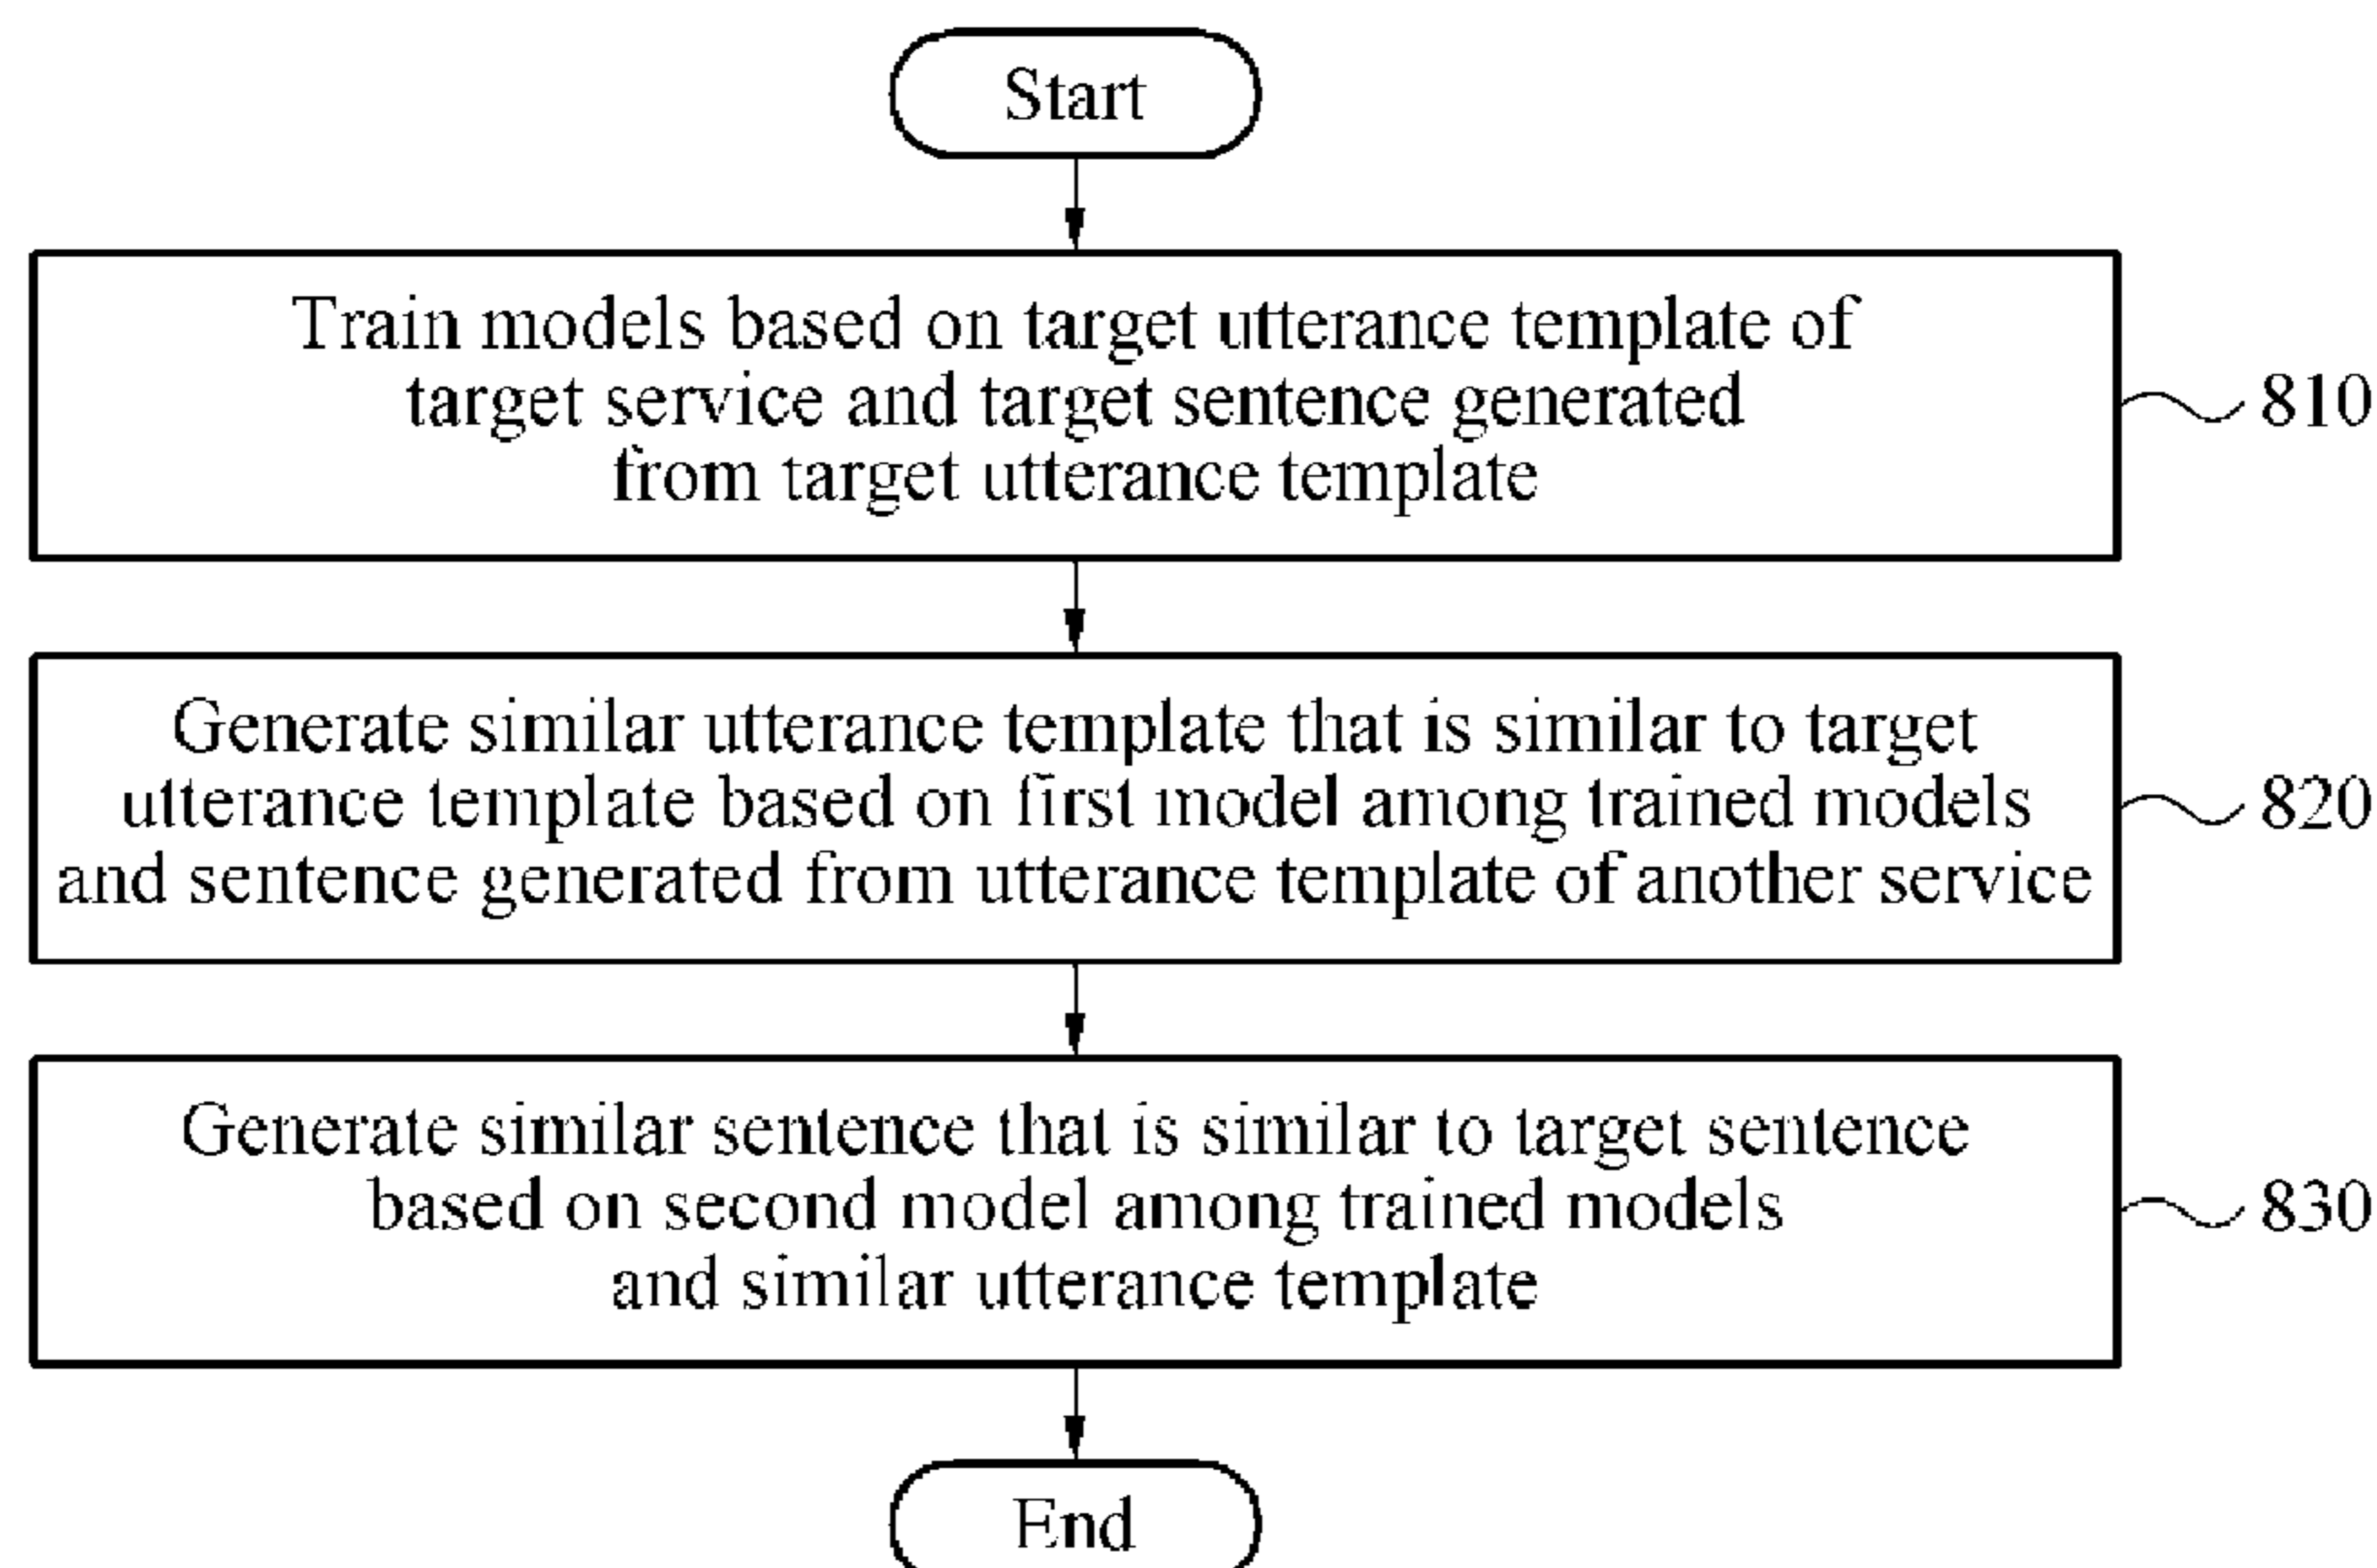 Start
Train models based on target utterance template of
target service and target sentence generated
from target utterance template
810
Generate similar utterance template that is similar to target
utterance template based on first model among trained models
and sentence generated from utterance template of another service
820
Generate similar sentence that is similar to target sentence
based on second model among trained models
and similar utterance template
830
End